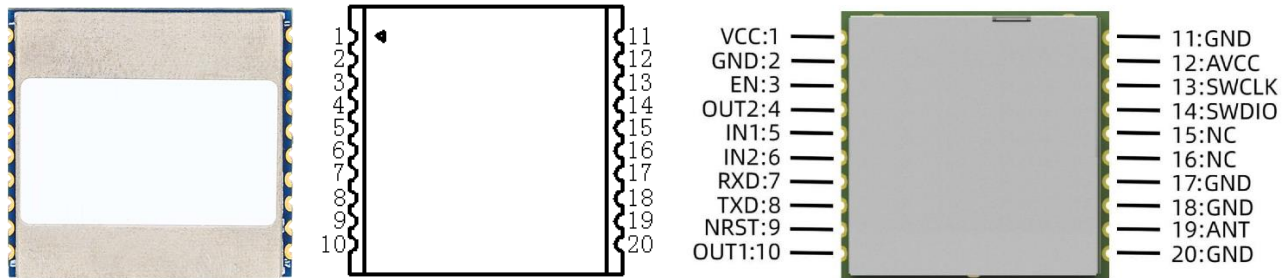 1 11
2 12
3 13
4 14
5 15
6 16
7 17
8 18
9 19
10 20
VCC:1 11:GND
GND:2 12:AVCC
EN:3 13:SWCLK
OUT2:4 14:SWDIO
IN1:5 15:NC
IN2:6 16:NC
RXD:7 17:GND
TXD:8 18:GND
NRST:9 19:ANT
OUT1:10 20:GND